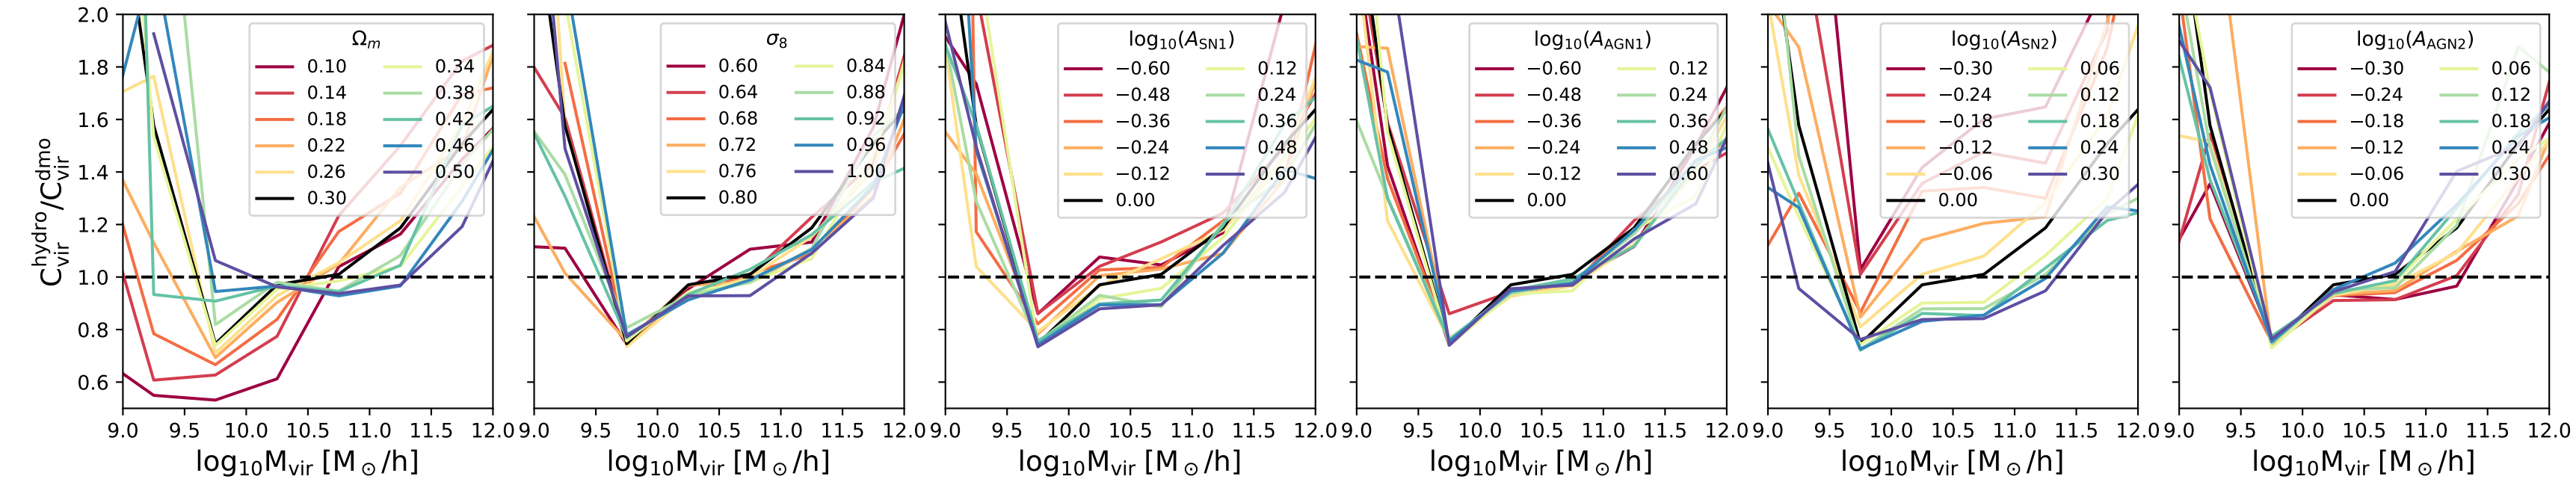 C_vir^hydro/C_vir^dmo
2.0
1.8
1.6
1.4
1.2
1.0
0.8
0.6
Ω_m
0.10 0.34
0.14 0.38
0.18 0.42
0.22 0.46
0.26 0.50
0.30
9.0 9.5 10.0 10.5 11.0 11.5 12.0
log₁₀M_vir [M_⊙/h]
σ₈
0.60 0.84
0.64 0.88
0.68 0.92
0.72 0.96
0.76 1.00
0.80
9.0 9.5 10.0 10.5 11.0 11.5 12.0
log₁₀M_vir [M_⊙/h]
log₁₀(A_SN1)
−0.60 0.12
−0.48 0.24
−0.36 0.36
−0.24 0.48
−0.12 0.60
0.00
9.0 9.5 10.0 10.5 11.0 11.5 12.0
log₁₀M_vir [M_⊙/h]
log₁₀(A_AGN1)
−0.60 0.12
−0.48 0.24
−0.36 0.36
−0.24 0.48
−0.12 0.60
0.00
9.0 9.5 10.0 10.5 11.0 11.5 12.0
log₁₀M_vir [M_⊙/h]
log₁₀(A_SN2)
−0.30 0.06
−0.24 0.12
−0.18 0.18
−0.12 0.24
−0.06 0.30
0.00
9.0 9.5 10.0 10.5 11.0 11.5 12.0
log₁₀M_vir [M_⊙/h]
log₁₀(A_AGN2)
−0.30 0.06
−0.24 0.12
−0.18 0.18
−0.12 0.24
−0.06 0.30
0.00
9.0 9.5 10.0 10.5 11.0 11.5 12.0
log₁₀M_vir [M_⊙/h]